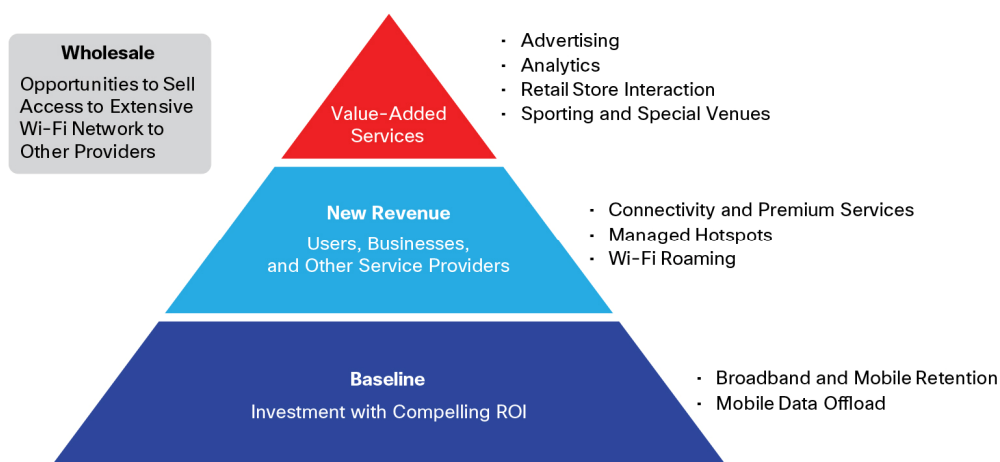 Wholesale
Opportunities to Sell
Access to Extensive
Wi-Fi Network to
Other Providers
Value-Added
Services
· Advertising
· Analytics
· Retail Store Interaction
· Sporting and Special Venues
New Revenue
Users, Businesses,
and Other Service Providers
· Connectivity and Premium Services
· Managed Hotspots
· Wi-Fi Roaming
Baseline
Investment with Compelling ROI
· Broadband and Mobile Retention
· Mobile Data Offload